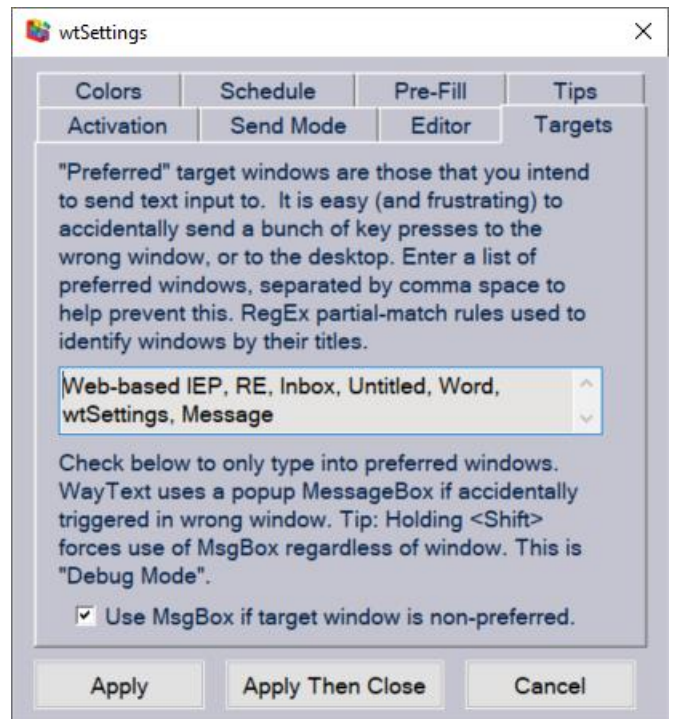 wtSettings
Colors Schedule Pre-Fill Tips
Activation Send Mode Editor Targets
"Preferred" target windows are those that you intend
to send text input to.  It is easy (and frustrating) to
accidentally send a bunch of key presses to the
wrong window, or to the desktop. Enter a list of
preferred windows, separated by comma space to
help prevent this. RegEx partial-match rules used to
identify windows by their titles.
Web-based IEP, RE, Inbox, Untitled, Word,
wtSettings, Message
Check below to only type into preferred windows.
WayText uses a popup MessageBox if accidentally
triggered in wrong window. Tip: Holding <Shift>
forces use of MsgBox regardless of window. This is
"Debug Mode".
Use MsgBox if target window is non-preferred.
Apply Apply Then Close Cancel